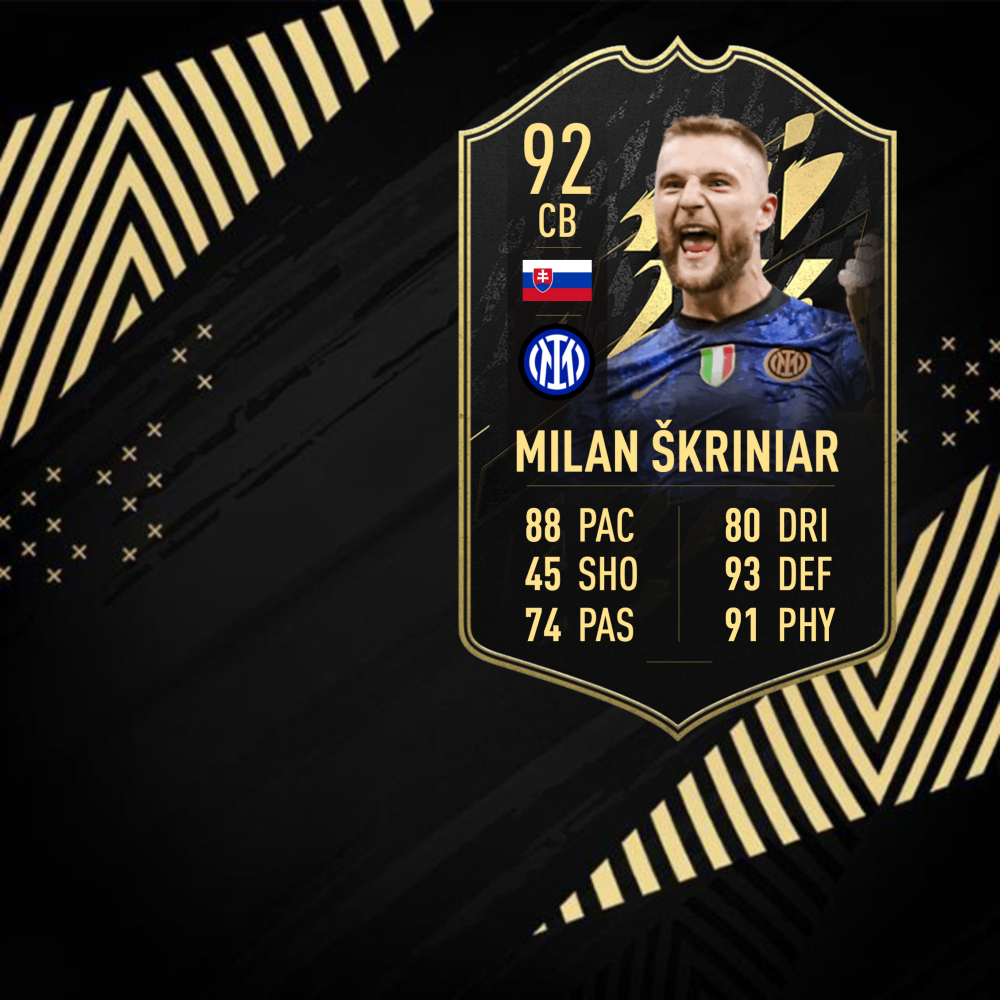 92
CB
MILAN ŠKRINIAR
88 PAC
80 DRI
45 SHO
93 DEF
74 PAS
91 PHY